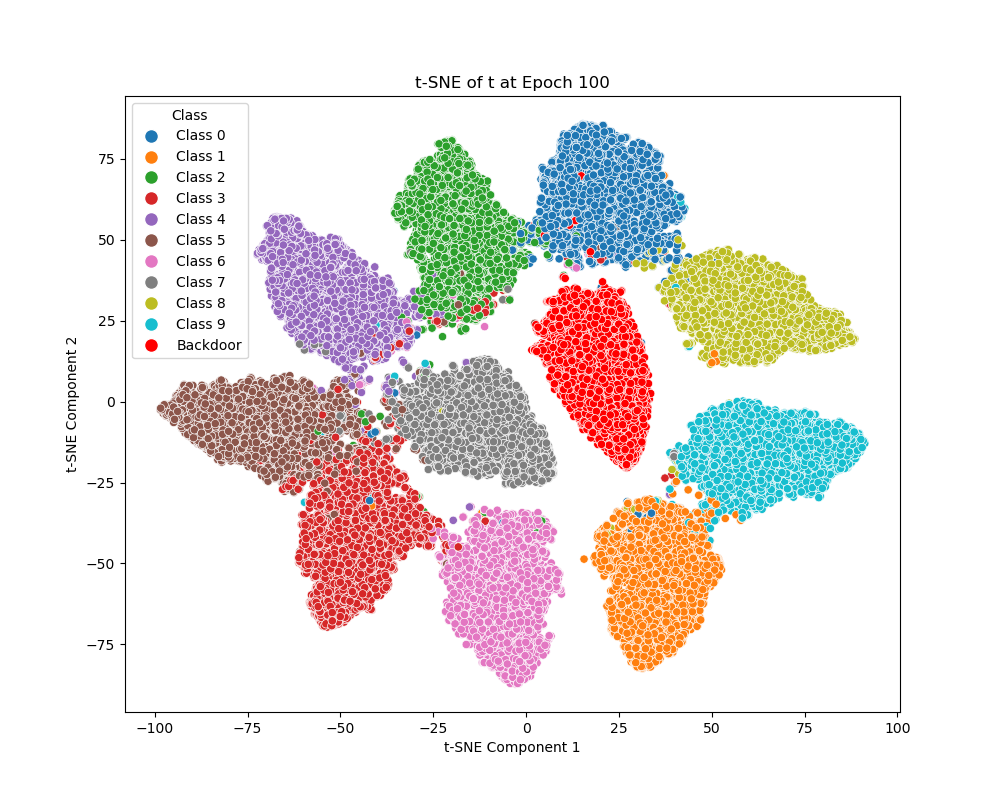 t-SNE of t at Epoch 100
Class
Class 0
Class 1
Class 2
Class 3
Class 4
Class 5
Class 6
Class 7
Class 8
Class 9
Backdoor
75
50
25
0
−25
−50
−75
t-SNE Component 2
−100 −75 −50 −25 0 25 50 75 100
t-SNE Component 1